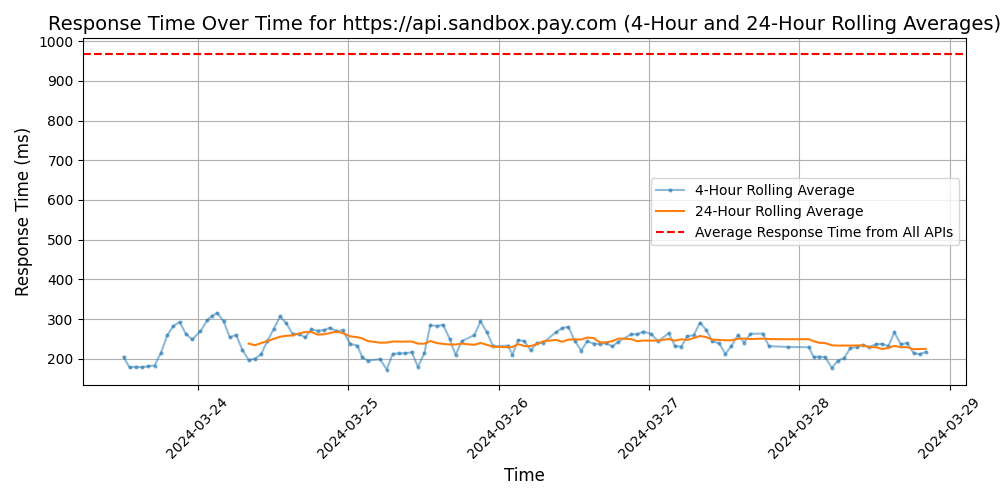 Response Time Over Time for https://api.sandbox.pay.com (4-Hour and 24-Hour Rolling Averages)
1000
900
800
700
600
500
400
300
200
Response Time (ms)
4-Hour Rolling Average
24-Hour Rolling Average
Average Response Time from All APIs
2024-03-24
2024-03-25
2024-03-26
2024-03-27
2024-03-28
2024-03-29
Time